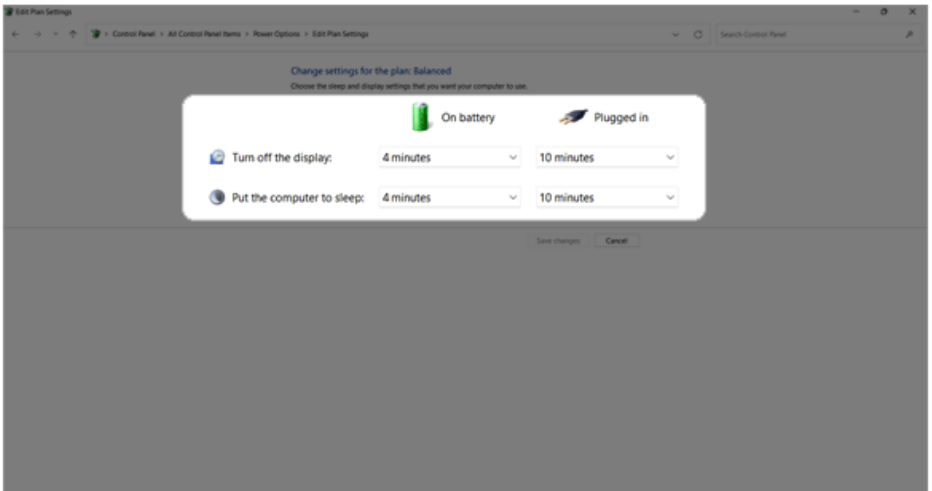 Edit Plan Settings
Control Panel › All Control Panel Items › Power Options › Edit Plan Settings
Search Control Panel
Change settings for the plan: Balanced
Choose the sleep and display settings that you want your computer to use.
On battery Plugged in
Turn off the display: 4 minutes 10 minutes
Put the computer to sleep: 4 minutes 10 minutes
Save changes Cancel